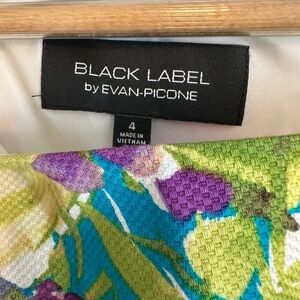 BLACK LABEL
by EVAN-PICONE
4
MADE IN
VIETNAM